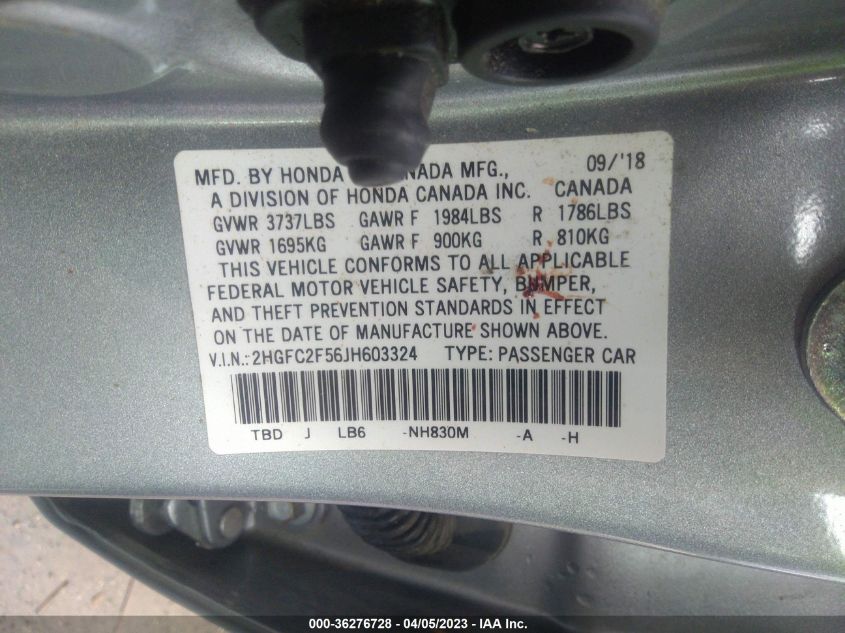 MFD. BY HONDA NADA MFG., 09/'18
A DIVISION OF HONDA CANADA INC. CANADA
GVWR 3737LBS GAWR F 1984LBS R 1786LBS
GVWR 1695KG GAWR F 900KG R 810KG
THIS VEHICLE CONFORMS TO ALL APPLICABLE
FEDERAL MOTOR VEHICLE SAFETY, BUMPER,
AND THEFT PREVENTION STANDARDS IN EFFECT
ON THE DATE OF MANUFACTURE SHOWN ABOVE.
V.I.N.: 2HGFC2F56JH603324 TYPE: PASSENGER CAR
TBD J LB6 -NH830M -A -H
000-36276728 - 04/05/2023 - IAA Inc.